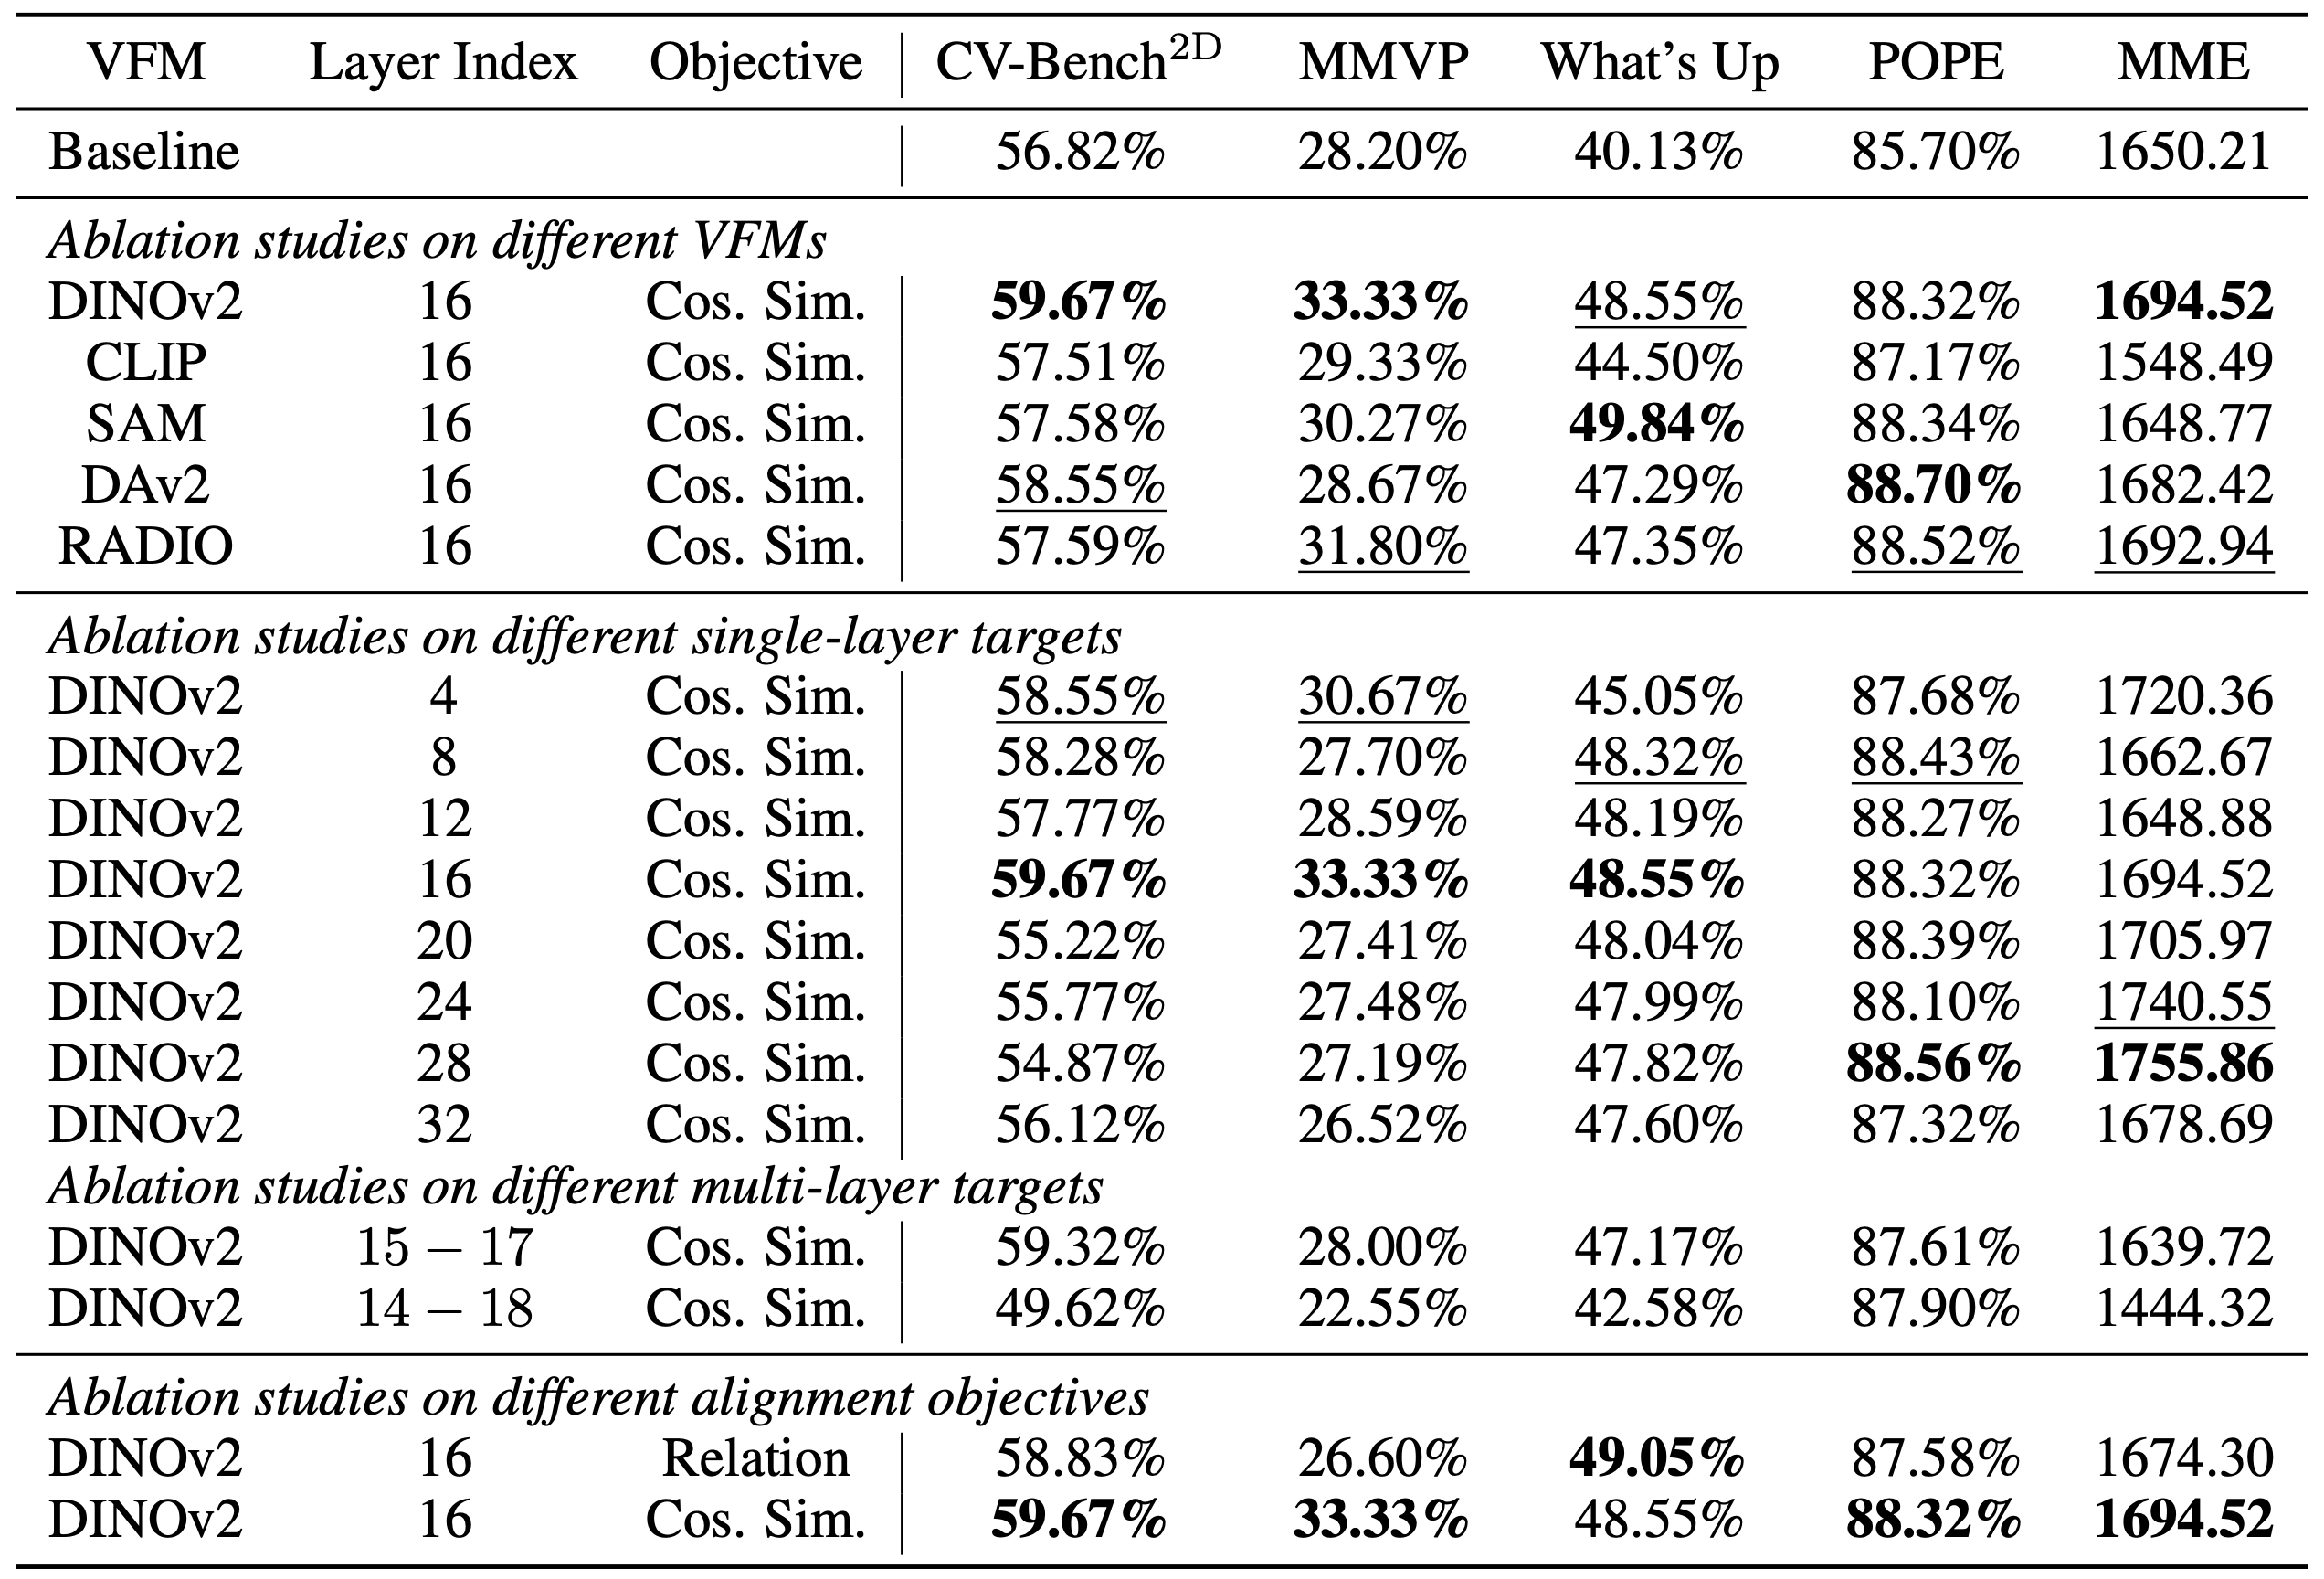 VFM Layer Index Objective CV-Bench²ᴰ MMVP What's Up POPE MME
Baseline 56.82% 28.20% 40.13% 85.70% 1650.21
Ablation studies on different VFMs
DINOv2 16 Cos. Sim. 59.67% 33.33% 48.55% 88.32% 1694.52
CLIP 16 Cos. Sim. 57.51% 29.33% 44.50% 87.17% 1548.49
SAM 16 Cos. Sim. 57.58% 30.27% 49.84% 88.34% 1648.77
DAv2 16 Cos. Sim. 58.55% 28.67% 47.29% 88.70% 1682.42
RADIO 16 Cos. Sim. 57.59% 31.80% 47.35% 88.52% 1692.94
Ablation studies on different single-layer targets
DINOv2 4 Cos. Sim. 58.55% 30.67% 45.05% 87.68% 1720.36
DINOv2 8 Cos. Sim. 58.28% 27.70% 48.32% 88.43% 1662.67
DINOv2 12 Cos. Sim. 57.77% 28.59% 48.19% 88.27% 1648.88
DINOv2 16 Cos. Sim. 59.67% 33.33% 48.55% 88.32% 1694.52
DINOv2 20 Cos. Sim. 55.22% 27.41% 48.04% 88.39% 1705.97
DINOv2 24 Cos. Sim. 55.77% 27.48% 47.99% 88.10% 1740.55
DINOv2 28 Cos. Sim. 54.87% 27.19% 47.82% 88.56% 1755.86
DINOv2 32 Cos. Sim. 56.12% 26.52% 47.60% 87.32% 1678.69
Ablation studies on different multi-layer targets
DINOv2 15 − 17 Cos. Sim. 59.32% 28.00% 47.17% 87.61% 1639.72
DINOv2 14 − 18 Cos. Sim. 49.62% 22.55% 42.58% 87.90% 1444.32
Ablation studies on different alignment objectives
DINOv2 16 Relation 58.83% 26.60% 49.05% 87.58% 1674.30
DINOv2 16 Cos. Sim. 59.67% 33.33% 48.55% 88.32% 1694.52